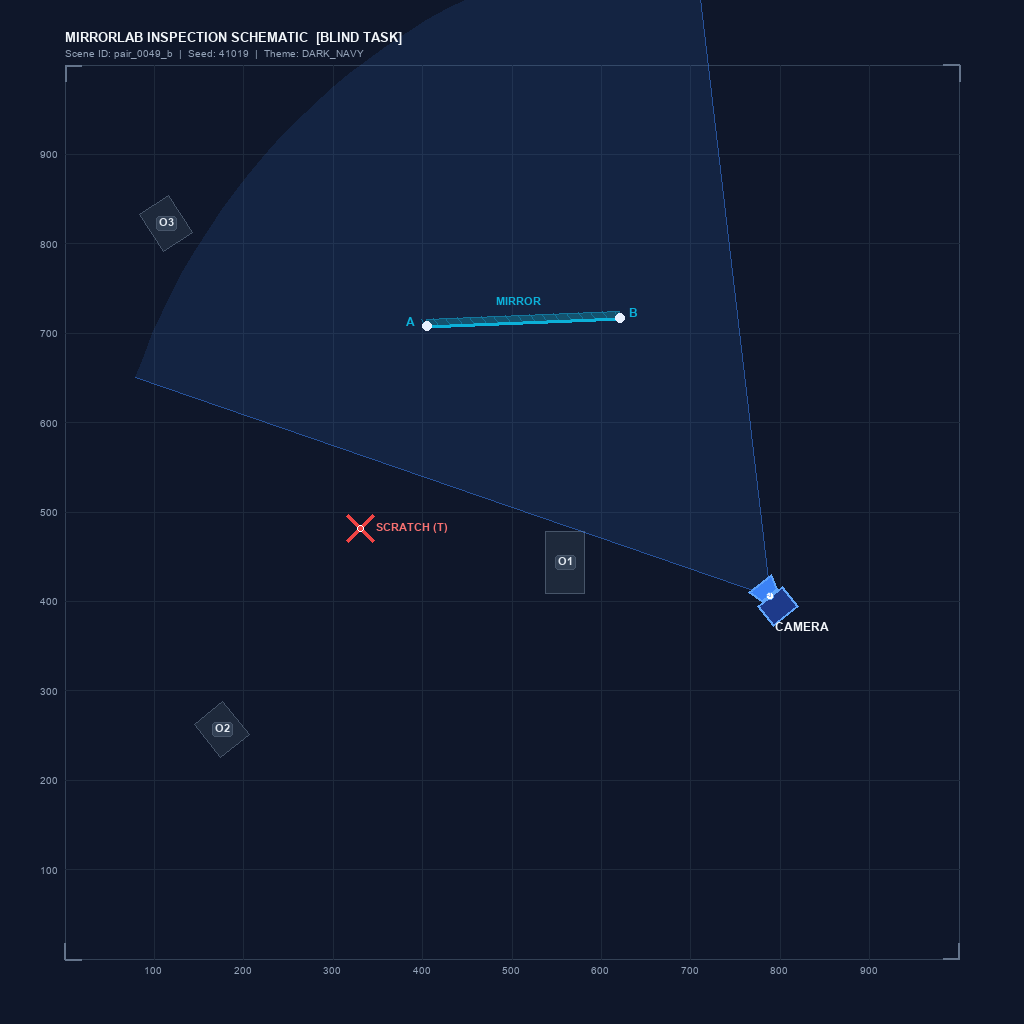 MIRRORLAB INSPECTION SCHEMATIC [BLIND TASK]
Scene ID: pair_0049_b | Seed: 41019 | Theme: DARK_NAVY
900
O3
800
MIRROR
A
B
700
600
500
SCRATCH (T)
O1
400
CAMERA
300
O2
200
100
100 200 300 400 500 600 700 800 900